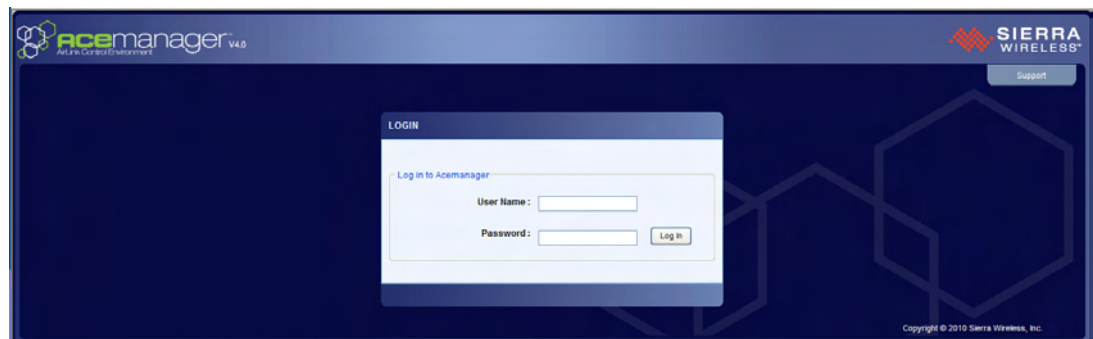 Acemanager V4.0
AirLink Control Environment
SIERRA
WIRELESS™
Support
LOGIN
Log in to Acemanager
User Name :
Password :
Log In
Copyright © 2010 Sierra Wireless, Inc.